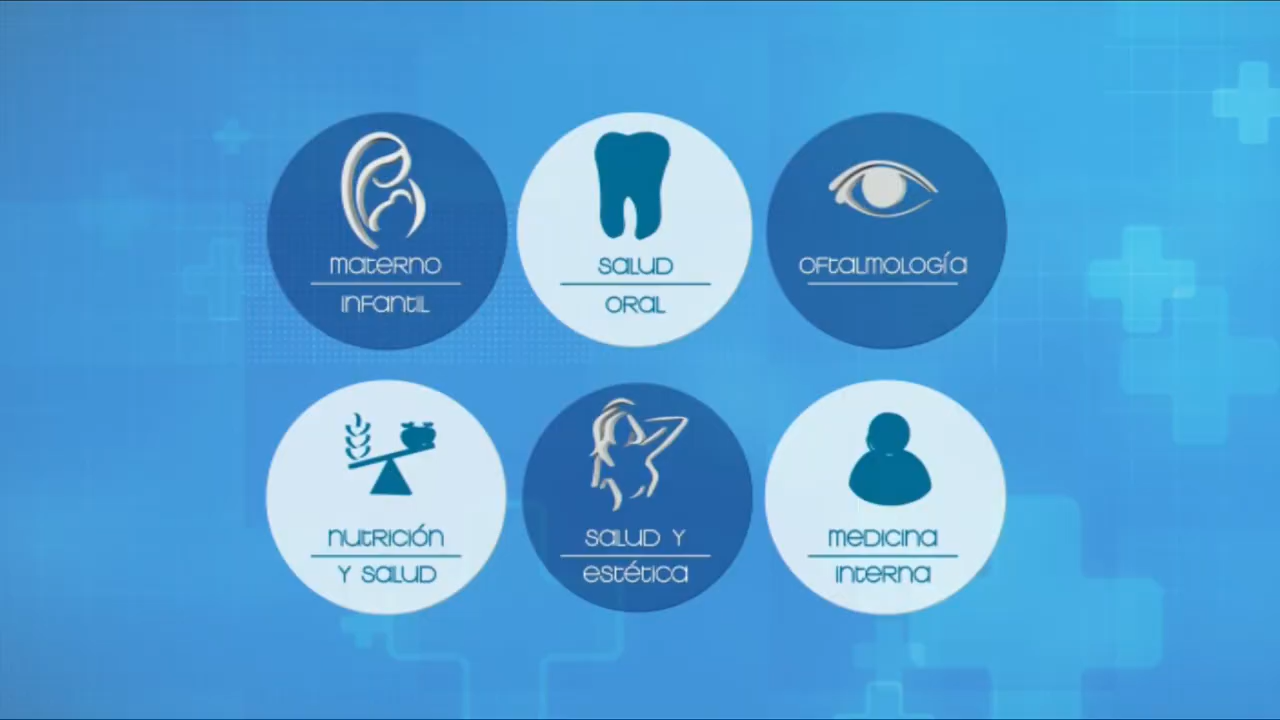 materno
infantil
salud
oral
oftalmología
nutrición
y salud
salud y
estética
medicina
interna